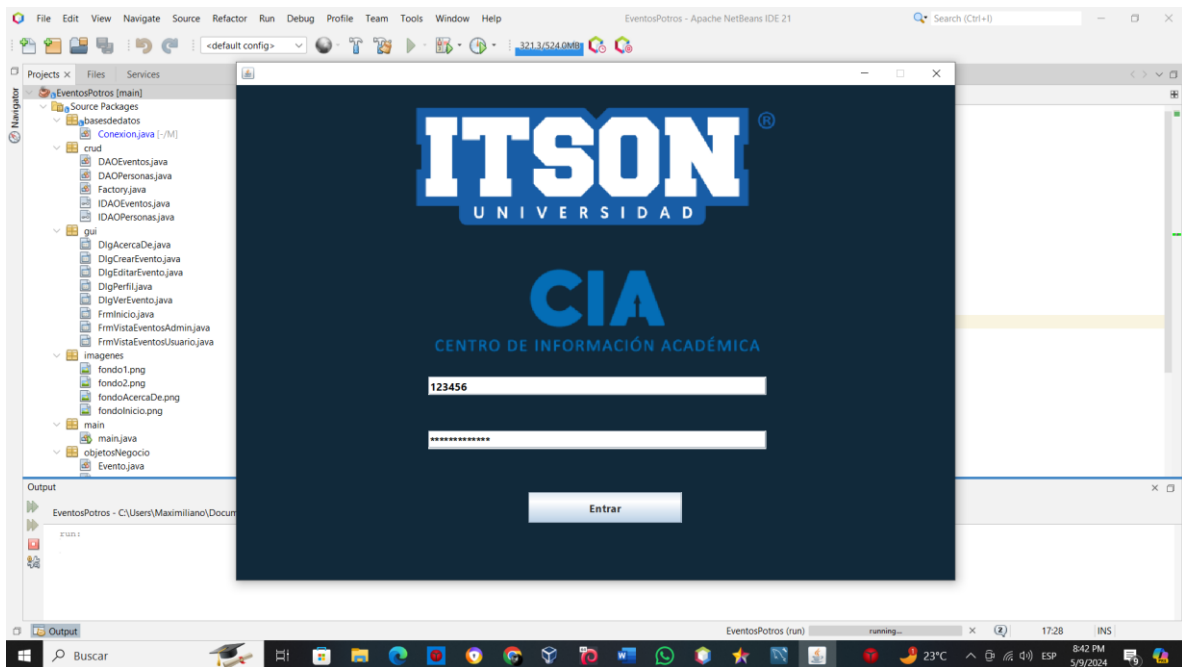 File Edit View Navigate Source Refactor Run Debug Profile Team Tools Window Help
EventosPotros - Apache NetBeans IDE 21
Search (Ctrl+I)
<default config>
321.3/524.0MB
Projects
Files
Services
Navigator
EventosPotros [main]
Source Packages
basesdedatos
Conexion.java [-/M]
crud
DAOEventos.java
DAOPersonas.java
Factory.java
IDAOEventos.java
IDAOPersonas.java
gui
DlgAcercaDe.java
DlgCrearEvento.java
DlgEditarEvento.java
DlgPerfil.java
DlgVerEvento.java
FrmInicio.java
FrmVistaEventosAdmin.java
FrmVistaEventosUsuario.java
imagenes
fondo1.png
fondo2.png
fondoAcercaDe.png
fondoInicio.png
main
main.java
objetosNegocio
Evento.java
ITSON ®
UNIVERSIDAD
CIA
CENTRO DE INFORMACIÓN ACADÉMICA
123456
*************
Entrar
Output
EventosPotros - C:\Users\Maximiliano\Docum
run:
Output
EventosPotros (run)
running...
2
17:28
INS
Buscar
23°C
ESP
8:42 PM
5/9/2024
9